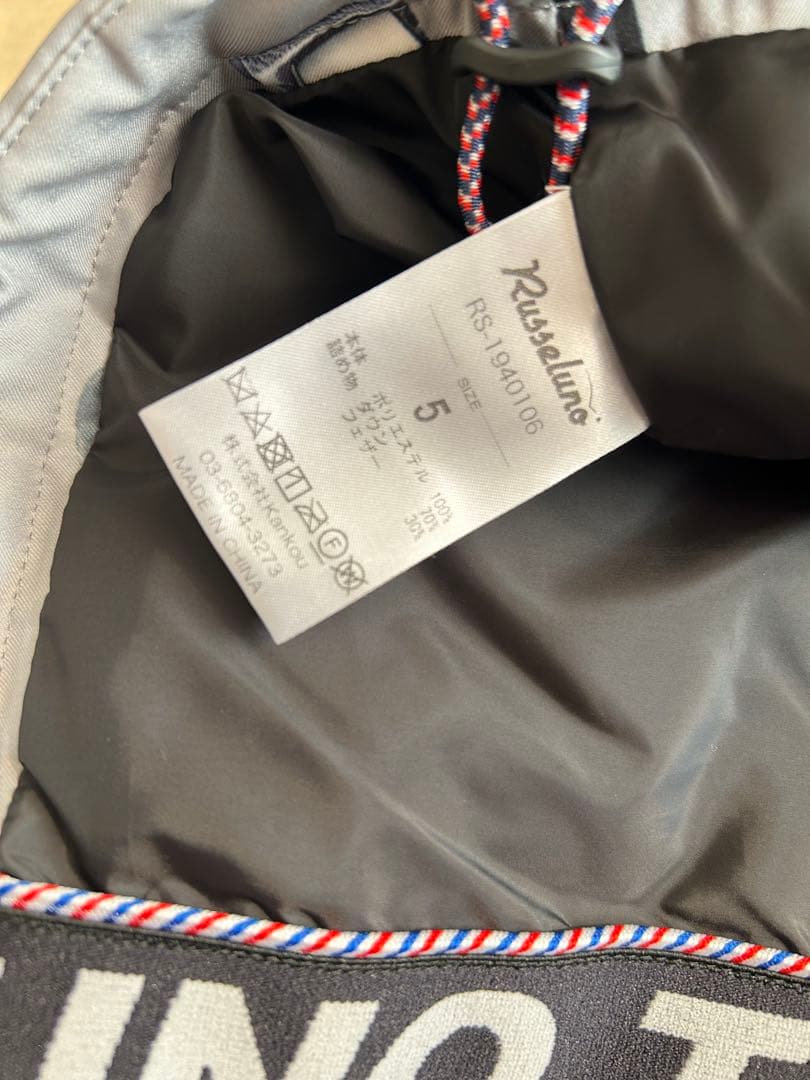 Russeluno
RS-1940106
SIZE
5
本体 ポリエステル 100%
詰め物 ダウン 70%
フェザー 30%
F
W
株式会社Kankou
03-6804-3273
MADE IN CHINA
UNO T